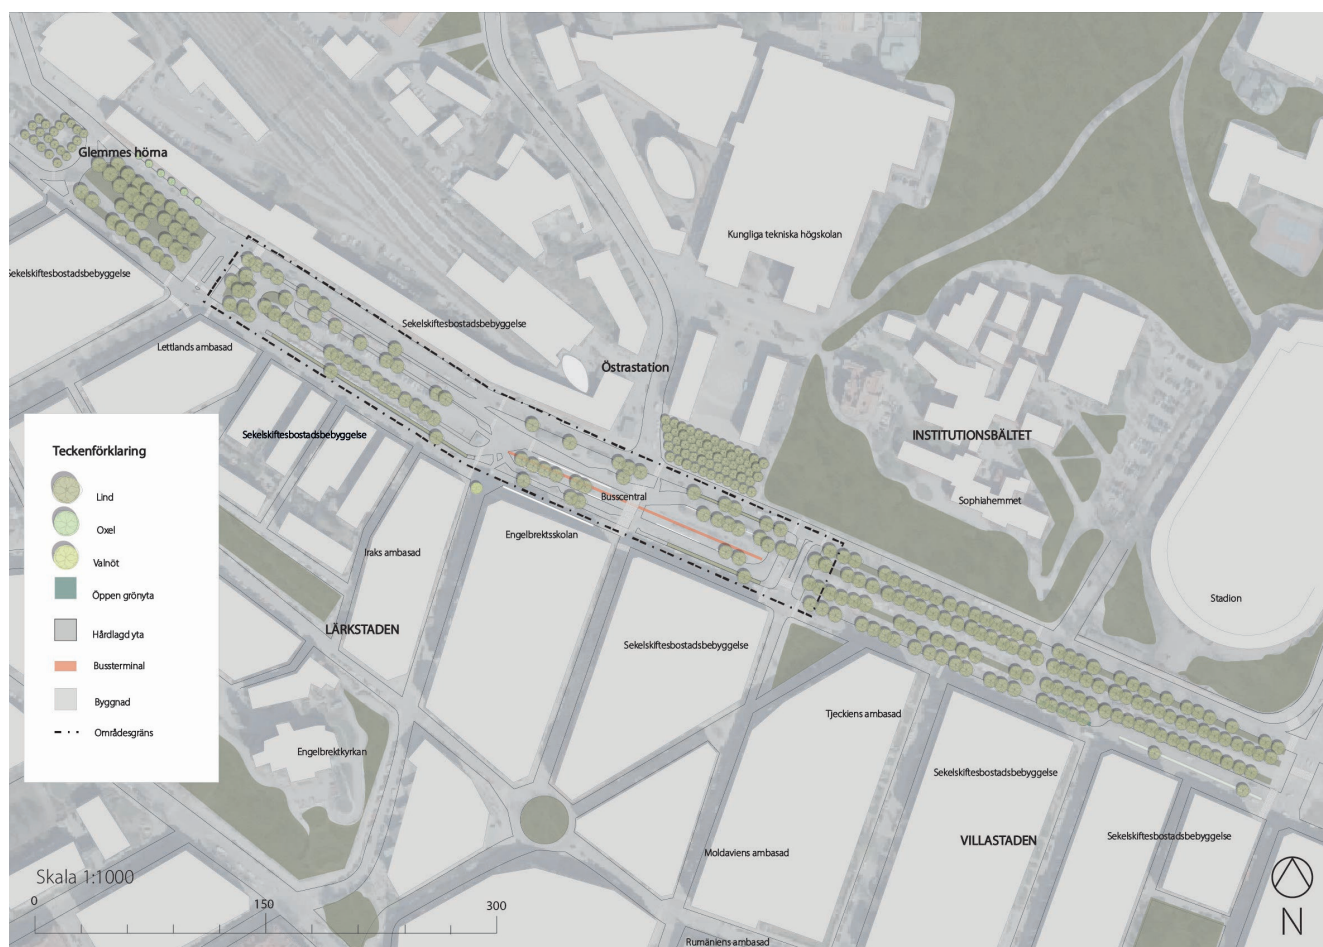 Glemmes hörna
Kungliga tekniska högskolan
Sekelskiftesbostadsbebyggelse
Sekelskiftesbostadsbebyggelse
Lettlands ambasad
Östrastation
Sekelskiftesbostadsbebyggelse
INSTITUTIONSBÄLTET
Sophiahemmet
Busscentral
Engelbrektsskolan
Iraks ambasad
Stadion
LÄRKSTADEN
Sekelskiftesbostadsbebyggelse
Tjeckiens ambasad
Engelbrektkyrkan
Sekelskiftesbostadsbebyggelse
VILLASTADEN
Sekelskiftesbostadsbebyggelse
Moldaviens ambasad
Rumäniens ambasad
Teckenförklaring
Lind
Oxel
Valnöt
Öppen grönyta
Hårdlagd yta
Bussterminal
Byggnad
Områdesgräns
Skala 1:1000
0 150 300
N